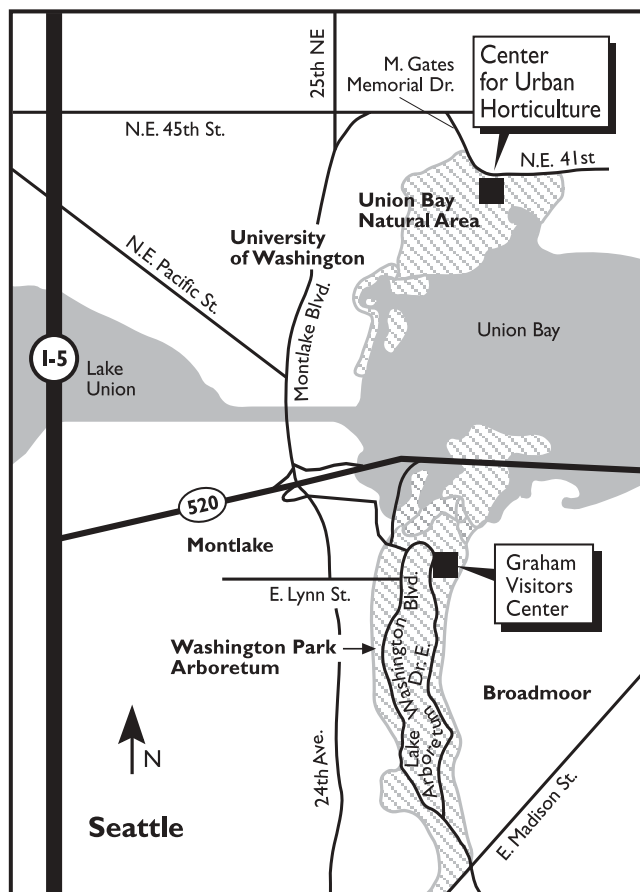 25th NE
M. Gates
Memorial Dr.
Center
for Urban
Horticulture
N.E. 45th St.
N.E. 41st
Union Bay
Natural Area
University
of Washington
N.E. Pacific St.
Montlake Blvd.
Union Bay
I-5
Lake
Union
520
Montlake
E. Lynn St.
Graham
Visitors
Center
Washington Park
Arboretum
Lake Washington Blvd.
Arboretum Dr. E.
Broadmoor
24th Ave.
E. Madison St.
N
Seattle